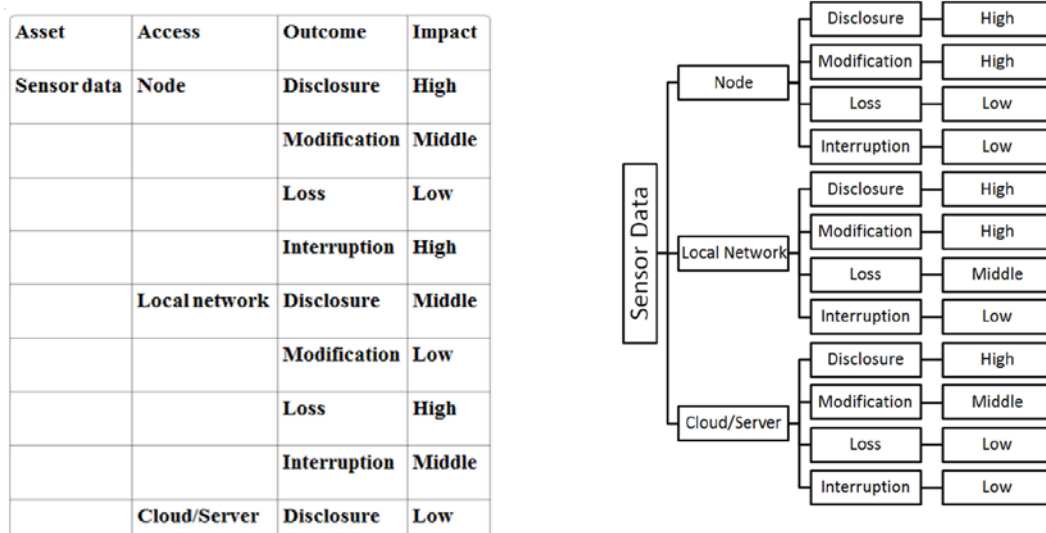 Asset Access Outcome Impact
Sensor data Node Disclosure High
Modification Middle
Loss Low
Interruption High
Local network Disclosure Middle
Modification Low
Loss High
Interruption Middle
Cloud/Server Disclosure Low
Sensor Data
Node
Disclosure High
Modification High
Loss Low
Interruption Low
Local Network
Disclosure High
Modification High
Loss Middle
Interruption Low
Cloud/Server
Disclosure High
Modification Middle
Loss Low
Interruption Low